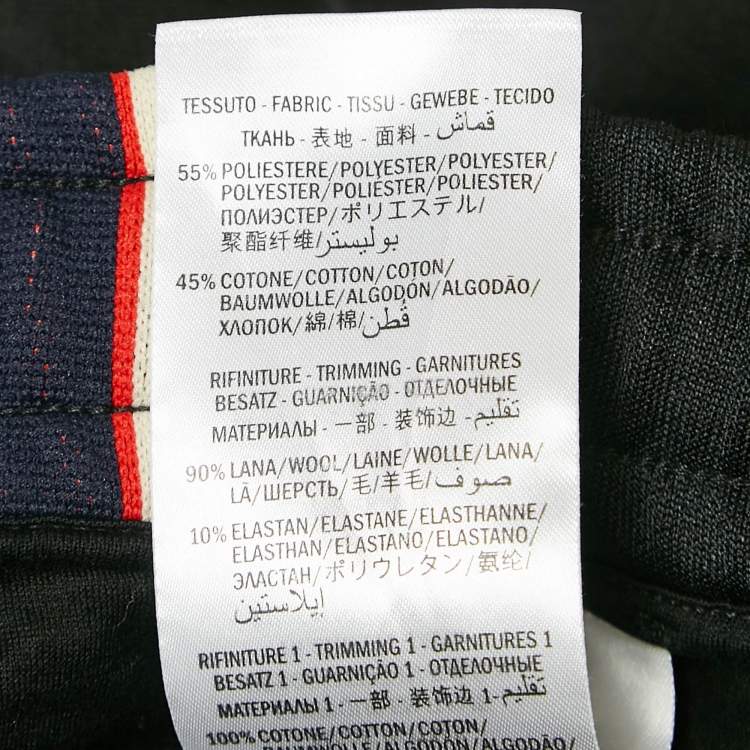 TESSUTO - FABRIC - TISSU - GEWEBE - TECIDO
ТКАНЬ - 表地 - 面料 - قماش
55% POLIESTERE/POLYESTER/POLYESTER/
POLYESTER/POLIÉSTER/POLIÉSTER/
ПОЛИЭСТЕР/ポリエステル/
聚酯纤维/بوليستر
45% COTONE/COTTON/COTON/
BAUMWOLLE/ALGODÓN/ALGODÃO/
ХЛОПОК/綿/棉/قُطن
RIFINITURE - TRIMMING - GARNITURES
BESATZ - GUARNIÇÃO - ОТДЕЛОЧНЫЕ
МАТЕРИАЛЫ - 一部 - 装饰边 - تقليم
90% LANA/WOOL/LAINE/WOLLE/LANA/
LÃ/ШЕРСТЬ/毛/羊毛/صوف
10% ELASTAN/ELASTANE/ELASTHANNE/
ELASTHAN/ELASTANO/ELASTANO/
ЭЛАСТАН/ポリウレタン/氨纶/
إيلاستين
RIFINITURE 1 - TRIMMING 1 - GARNITURES 1
BESATZ 1 - GUARNIÇÃO 1 - ОТДЕЛОЧНЫЕ
МАТЕРИАЛЫ 1 - 一部 - 装饰边 1 - تقليم
100% COTONE/COTTON/COTON/
BAUMWOLLE/ALGODÓN/ALGODÃO/